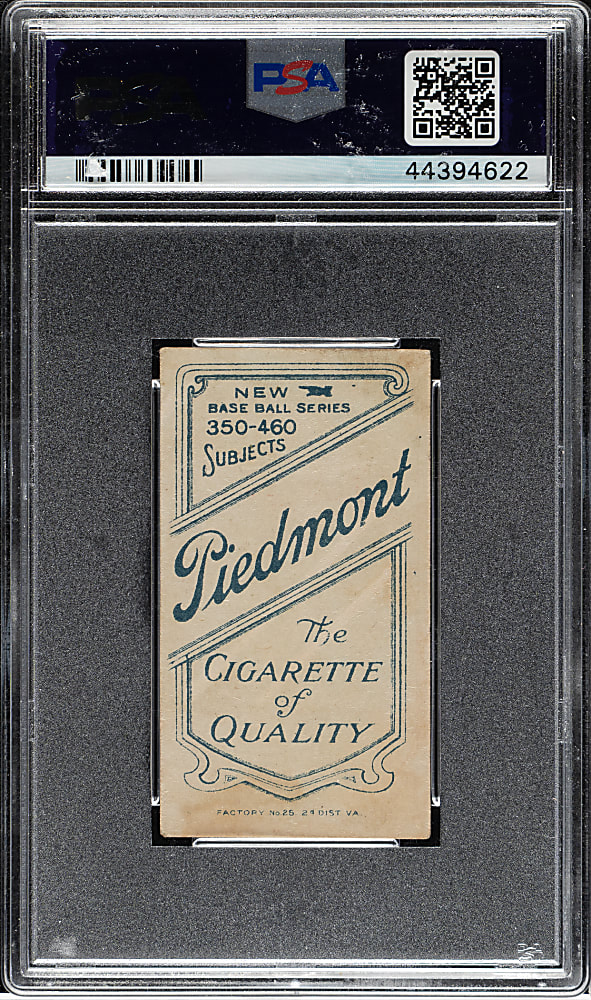 PSA
44394622
NEW
BASE BALL SERIES
350-460
SUBJECTS
Piedmont
The
CIGARETTE
of
QUALITY
FACTORY No. 25. 2d DIST VA.